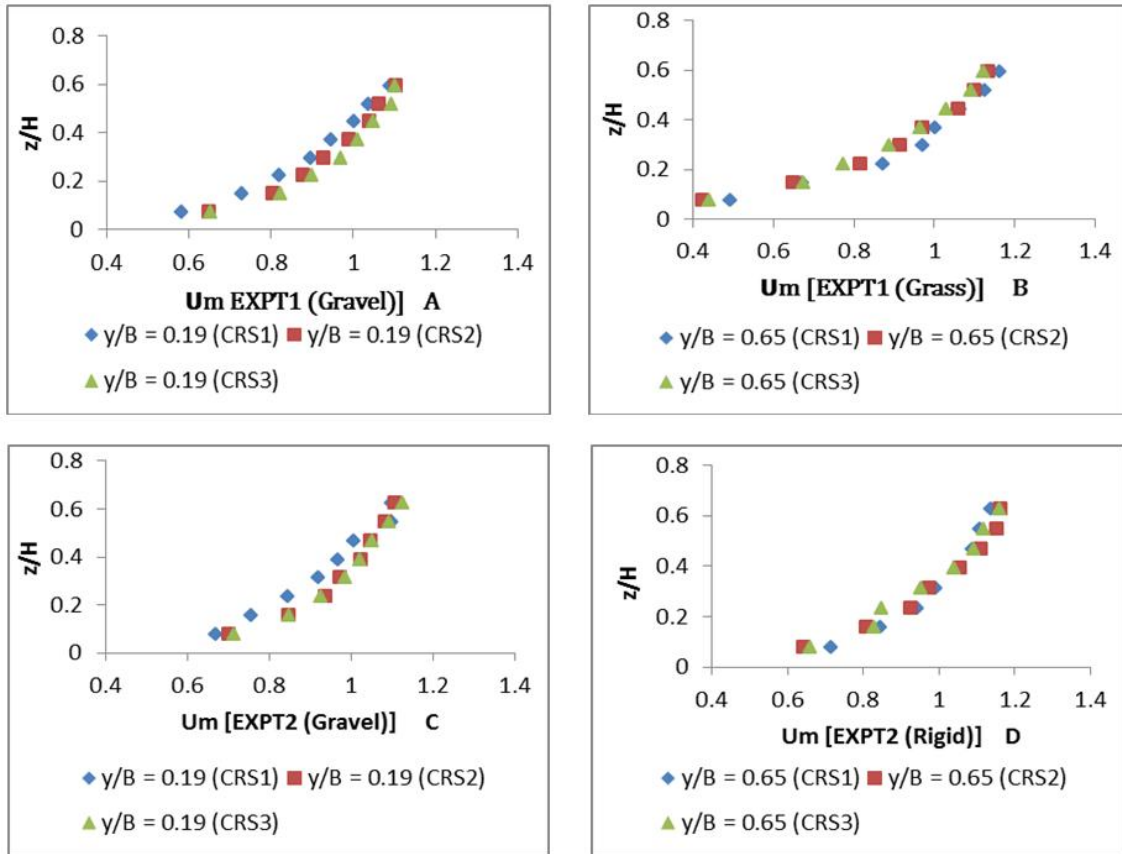 0.8
0.6
0.4
0.2
0
z/H
0.4 0.6 0.8 1 1.2 1.4
Um EXPT1 (Gravel)] A
y/B = 0.19 (CRS1) y/B = 0.19 (CRS2)
y/B = 0.19 (CRS3)
0.8
0.6
0.4
0.2
0
z/H
0.4 0.6 0.8 1 1.2 1.4
Um [EXPT1 (Grass)] B
y/B = 0.65 (CRS1) y/B = 0.65 (CRS2)
y/B = 0.65 (CRS3)
0.8
0.6
0.4
0.2
0
z/H
0.4 0.6 0.8 1 1.2 1.4
Um [EXPT2 (Gravel)] C
y/B = 0.19 (CRS1) y/B = 0.19 (CRS2)
y/B = 0.19 (CRS3)
0.8
0.6
0.4
0.2
0
z/H
0.4 0.6 0.8 1 1.2 1.4
Um [EXPT2 (Rigid)] D
y/B = 0.65 (CRS1) y/B = 0.65 (CRS2)
y/B = 0.65 (CRS3)